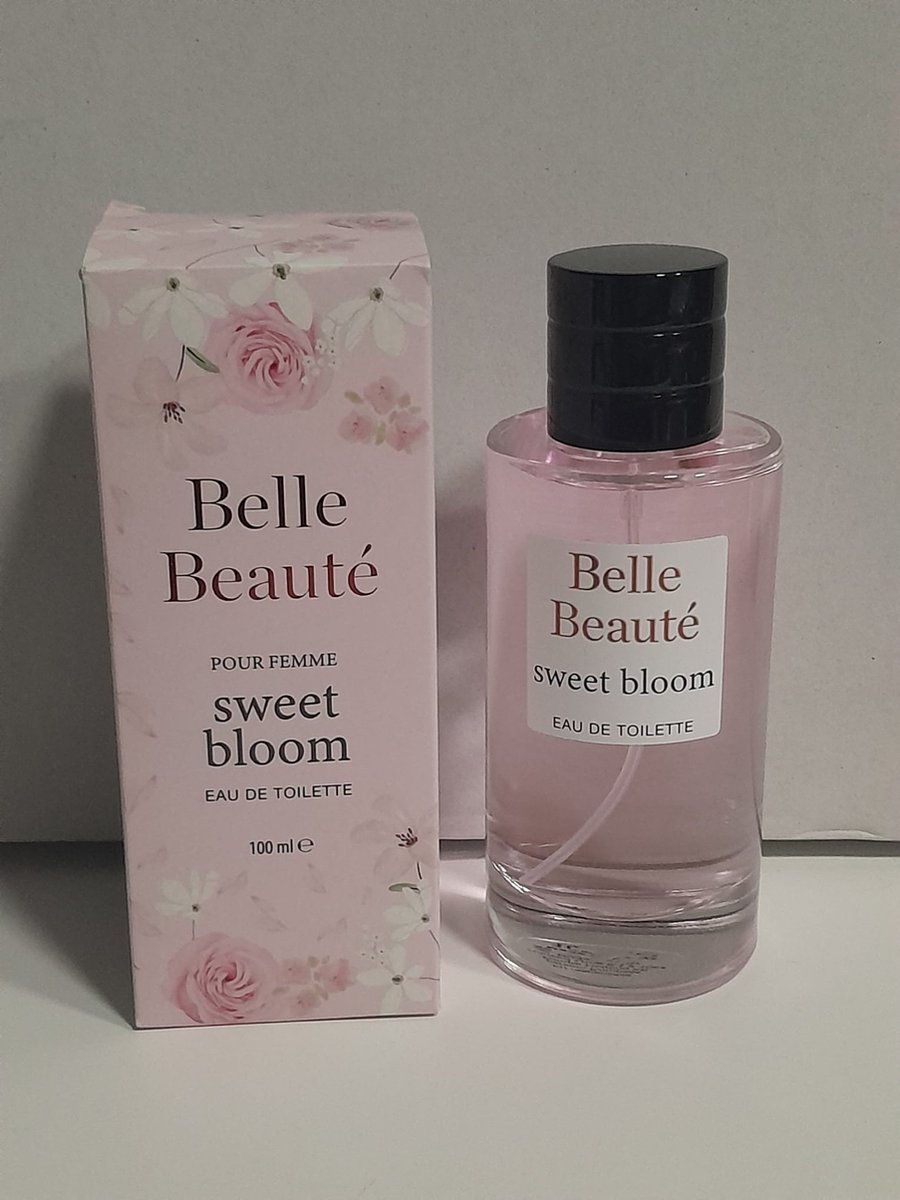 Belle
Beauté
POUR FEMME
sweet
bloom
EAU DE TOILETTE
100 ml ℮
Belle
Beauté
sweet bloom
EAU DE TOILETTE